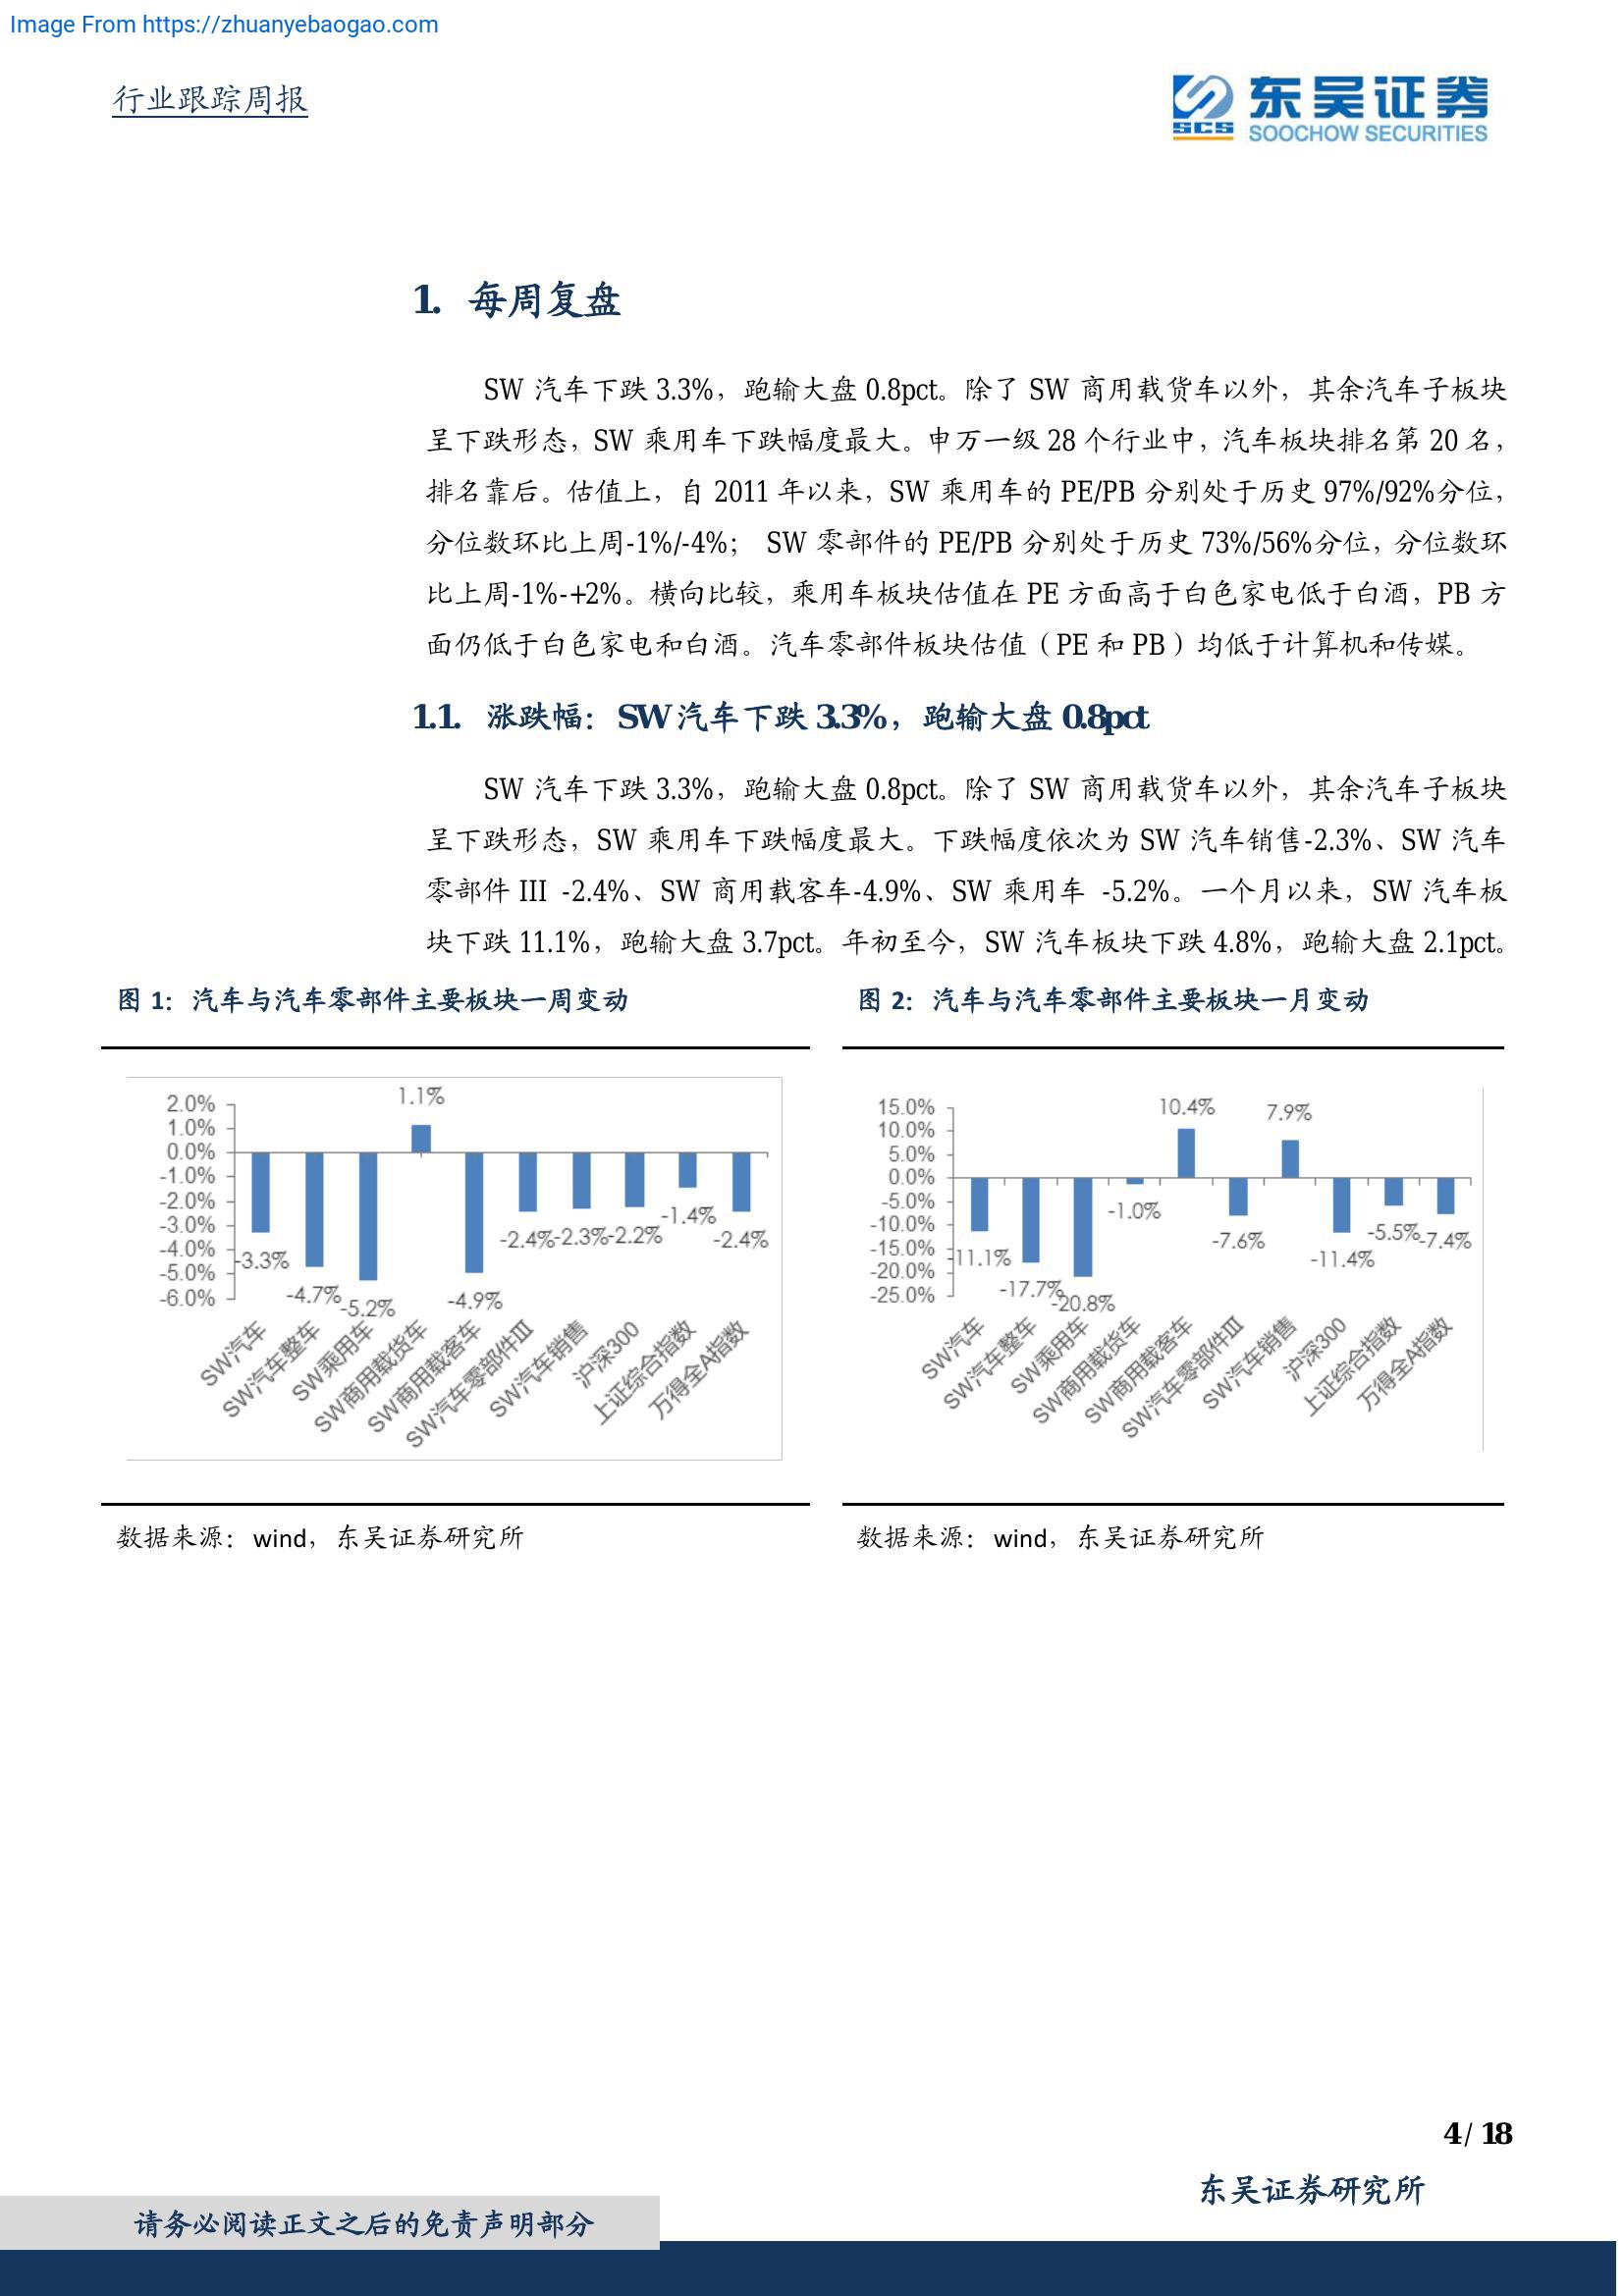 Image From https://zhuanyebaogao.com
行业跟踪周报
东吴证券
SCS
SOOCHOW SECURITIES
1. 每周复盘
SW 汽车下跌 3.3%，跑输大盘 0.8pct。除了 SW 商用载货车以外，其余汽车子板块
呈下跌形态，SW 乘用车下跌幅度最大。申万一级 28 个行业中，汽车板块排名第 20 名，
排名靠后。估值上，自 2011 年以来，SW 乘用车的 PE/PB 分别处于历史 97%/92%分位，
分位数环比上周-1%/-4%； SW 零部件的 PE/PB 分别处于历史 73%/56%分位，分位数环
比上周-1%-+2%。横向比较，乘用车板块估值在 PE 方面高于白色家电低于白酒，PB 方
面仍低于白色家电和白酒。汽车零部件板块估值（PE 和 PB）均低于计算机和传媒。
1.1. 涨跌幅：SW 汽车下跌 3.3%，跑输大盘 0.8pct
SW 汽车下跌 3.3%，跑输大盘 0.8pct。除了 SW 商用载货车以外，其余汽车子板块
呈下跌形态，SW 乘用车下跌幅度最大。下跌幅度依次为 SW 汽车销售-2.3%、SW 汽车
零部件 III -2.4%、SW 商用载客车-4.9%、SW 乘用车 -5.2%。一个月以来，SW 汽车板
块下跌 11.1%，跑输大盘 3.7pct。年初至今，SW 汽车板块下跌 4.8%，跑输大盘 2.1pct。
图 1：汽车与汽车零部件主要板块一周变动
2.0%
1.0%
0.0%
-1.0%
-2.0%
-3.0%
-4.0%
-5.0%
-6.0%
-3.3%
-4.7%
-5.2%
1.1%
-4.9%
-2.4%
-2.3%
-2.2%
-1.4%
-2.4%
SW汽车
SW汽车整车
SW乘用车
SW商用载货车
SW商用载客车
SW汽车零部件III
SW汽车销售
沪深300
上证综合指数
万得全A指数
数据来源：wind，东吴证券研究所
图 2：汽车与汽车零部件主要板块一月变动
15.0%
10.0%
5.0%
0.0%
-5.0%
-10.0%
-15.0%
-20.0%
-25.0%
-11.1%
-17.7%
-20.8%
-1.0%
10.4%
-7.6%
7.9%
-11.4%
-5.5%
-7.4%
SW汽车
SW汽车整车
SW乘用车
SW商用载货车
SW商用载客车
SW汽车零部件III
SW汽车销售
沪深300
上证综合指数
万得全A指数
数据来源：wind，东吴证券研究所
4 / 18
东吴证券研究所
请务必阅读正文之后的免责声明部分